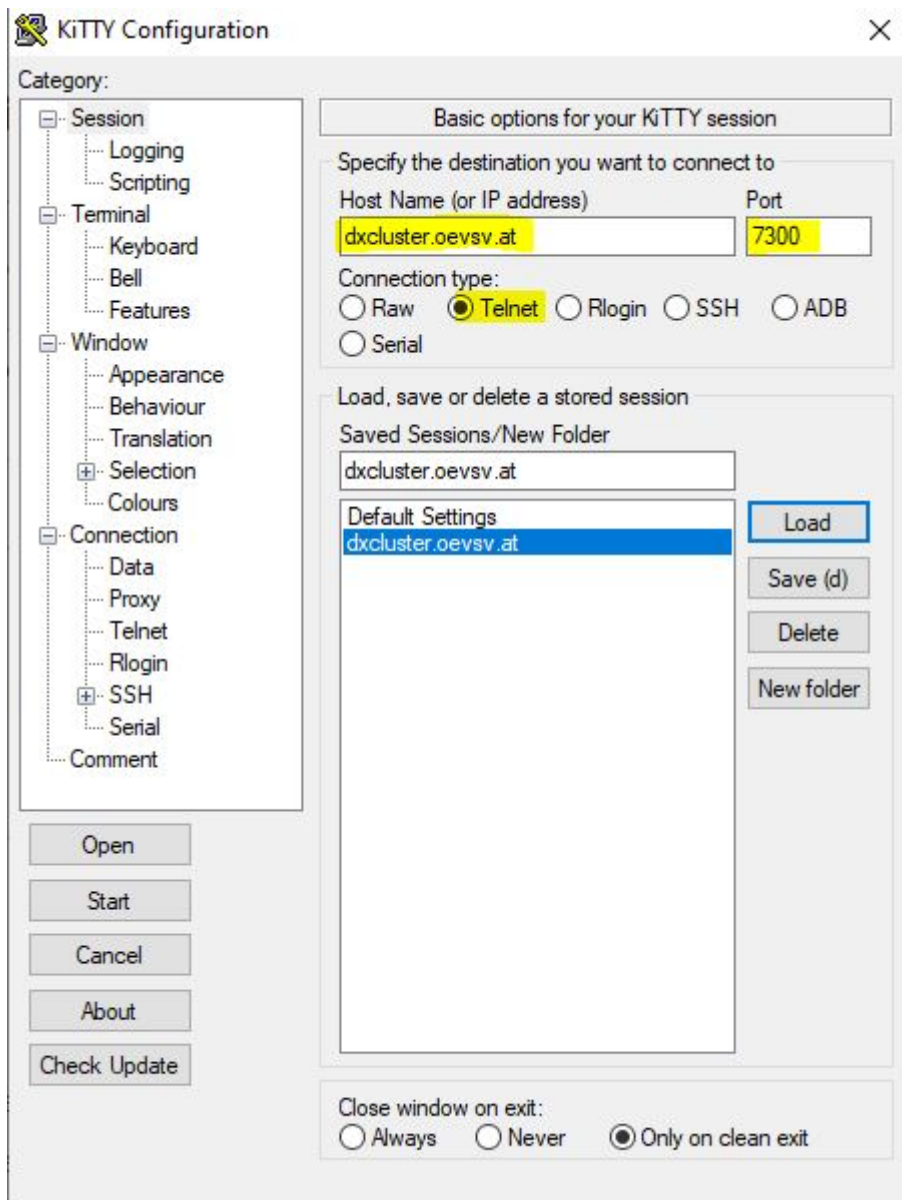 KiTTY Configuration
Category:
Session
Logging
Scripting
Terminal
Keyboard
Bell
Features
Window
Appearance
Behaviour
Translation
Selection
Colours
Connection
Data
Proxy
Telnet
Rlogin
SSH
Serial
Comment
Open
Start
Cancel
About
Check Update
Basic options for your KiTTY session
Specify the destination you want to connect to
Host Name (or IP address) Port
dxcluster.oevsv.at 7300
Connection type:
Raw Telnet Rlogin SSH ADB
Serial
Load, save or delete a stored session
Saved Sessions/New Folder
dxcluster.oevsv.at
Default Settings
dxcluster.oevsv.at
Load
Save (d)
Delete
New folder
Close window on exit:
Always Never Only on clean exit